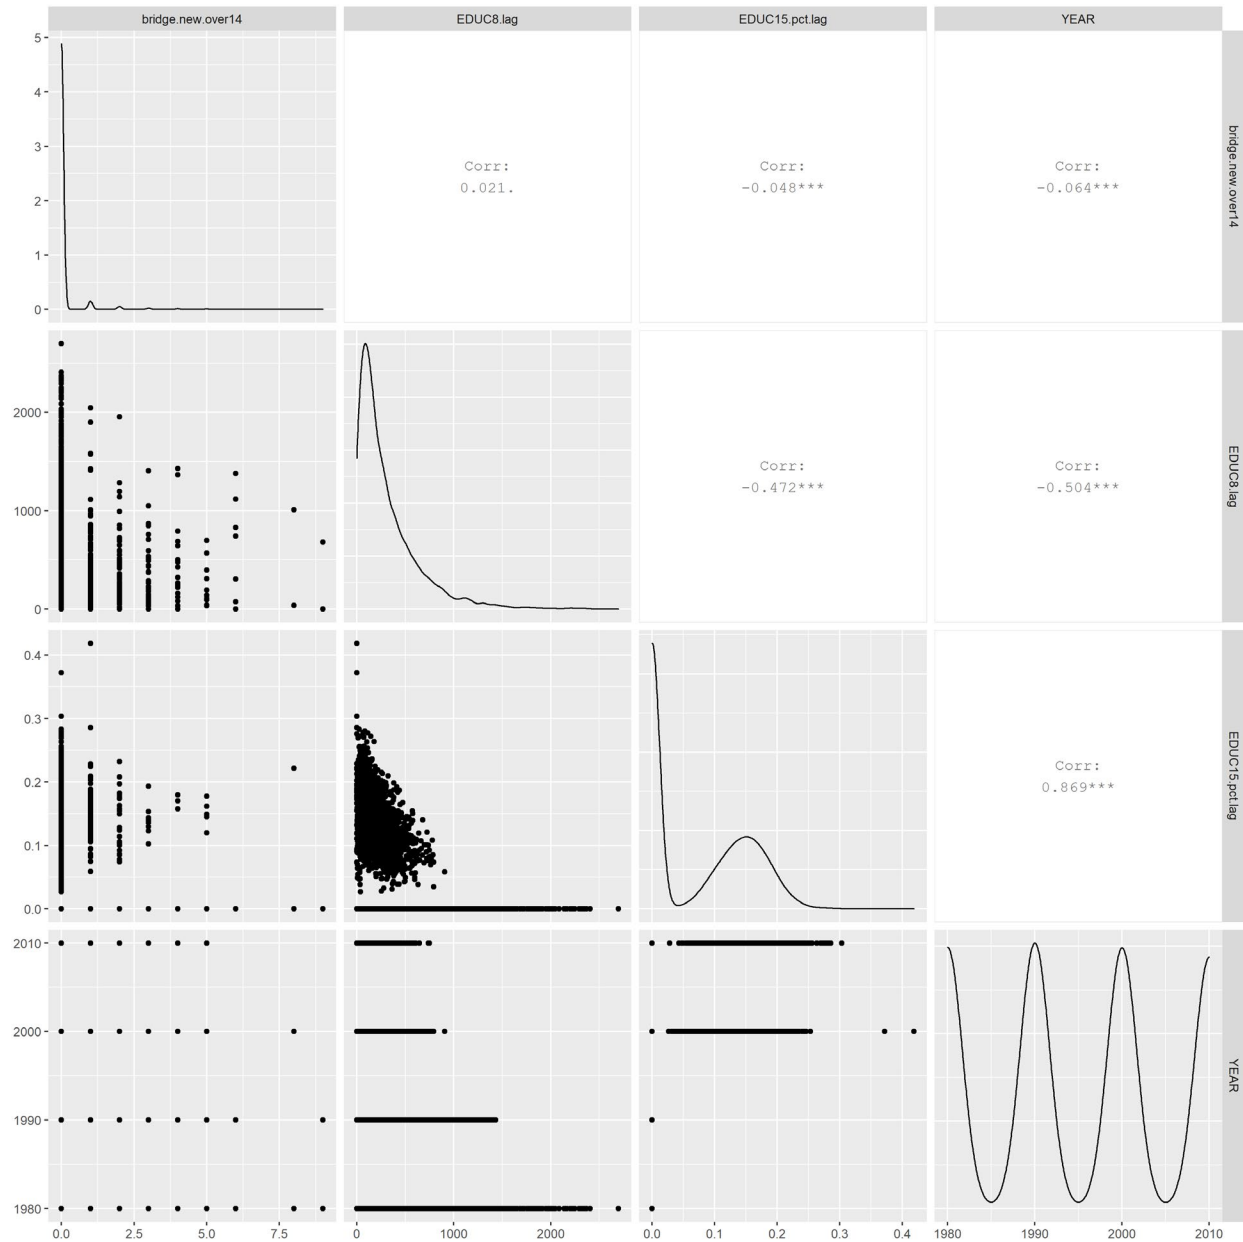 bridge.new.over14 EDUC8.lag EDUC15.pct.lag YEAR
5
4
3
2
1
0
Corr:
0.021.
Corr:
-0.048***
Corr:
-0.064***
bridge.new.over14
2000
1000
0
Corr:
-0.472***
Corr:
-0.504***
EDUC8.lag
0.4
0.3
0.2
0.1
0.0
Corr:
0.869***
EDUC15.pct.lag
2010
2000
1990
1980
YEAR
0.0 2.5 5.0 7.5
0 1000 2000
0.0 0.1 0.2 0.3 0.4
1980 1990 2000 2010